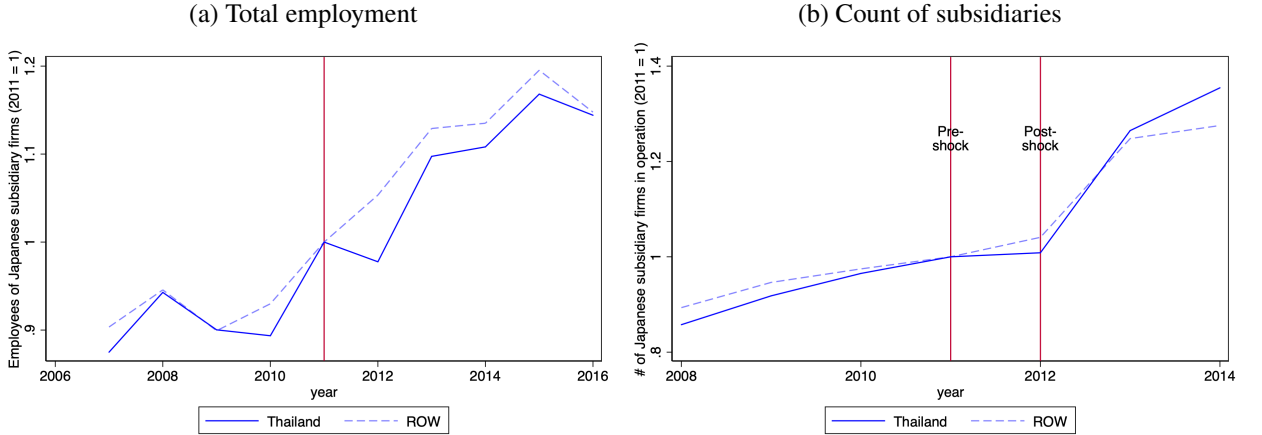 (a) Total employment
Employees of Japanese subsidiary firms (2011 = 1)
1.2
1.1
1
.9
2006
2008
2010
2012
2014
2016
year
Thailand
ROW
(b) Count of subsidiaries
# of Japanese subsidiary firms in operation (2011 = 1)
1.4
1.2
1
.8
Pre-
shock
Post-
shock
2008
2010
2012
2014
year
Thailand
ROW